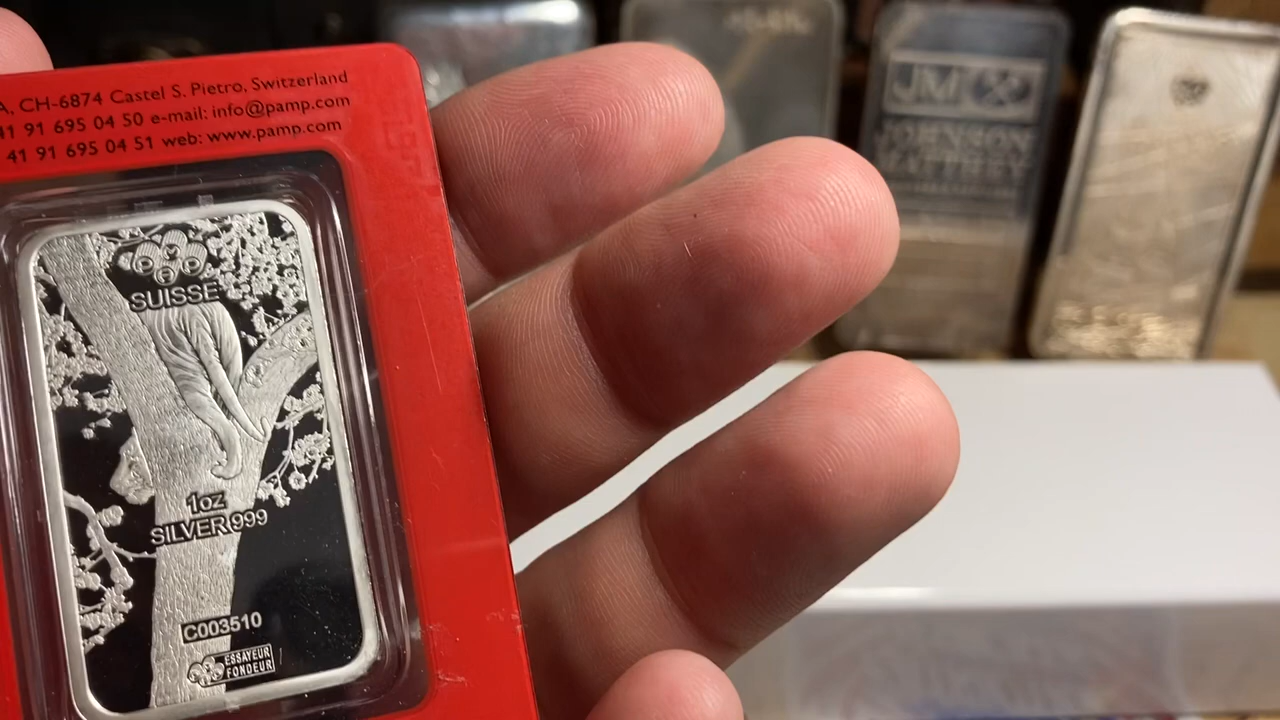 A, CH-6874 Castel S. Pietro, Switzerland
41 91 695 04 50 e-mail: info@pamp.com
41 91 695 04 51 web: www.pamp.com
PAMP
SUISSE
1oz
SILVER 999
C003510
ESSAYEUR
FONDEUR
JM
JOHNSON
MATTHEY